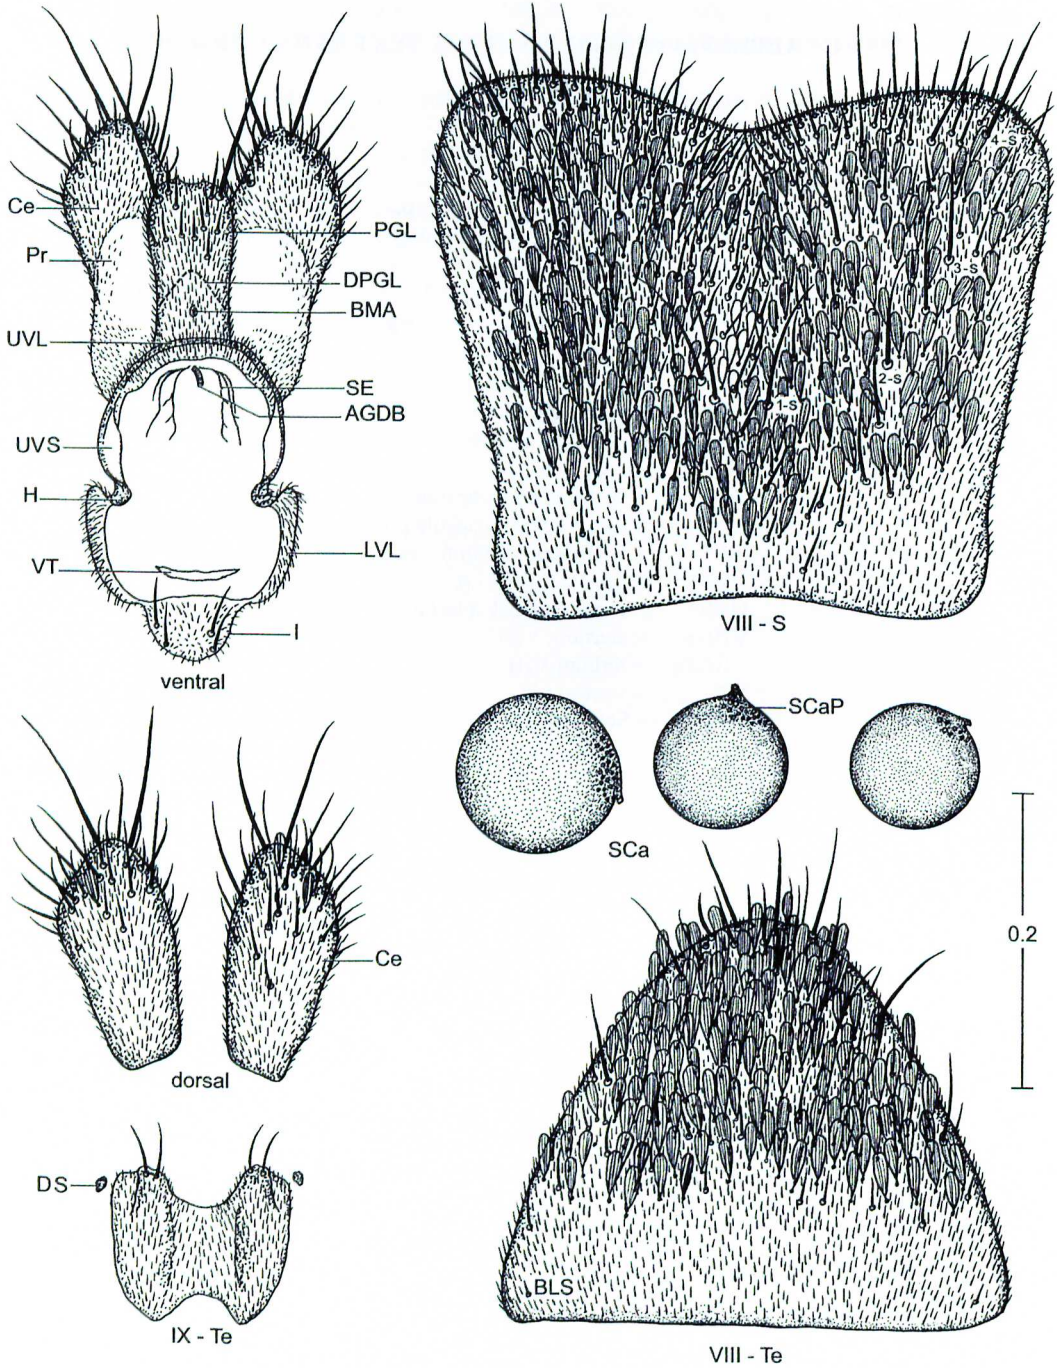 Ce
Pr
UVL
UVS
H
VT
PGL
DPGL
BMA
SE
AGDB
LVL
I
ventral
4-s
3-s
2-s
1-s
VIII - S
SCaP
SCa
0.2
Ce
dorsal
DS
IX - Te
BLS
VIII - Te